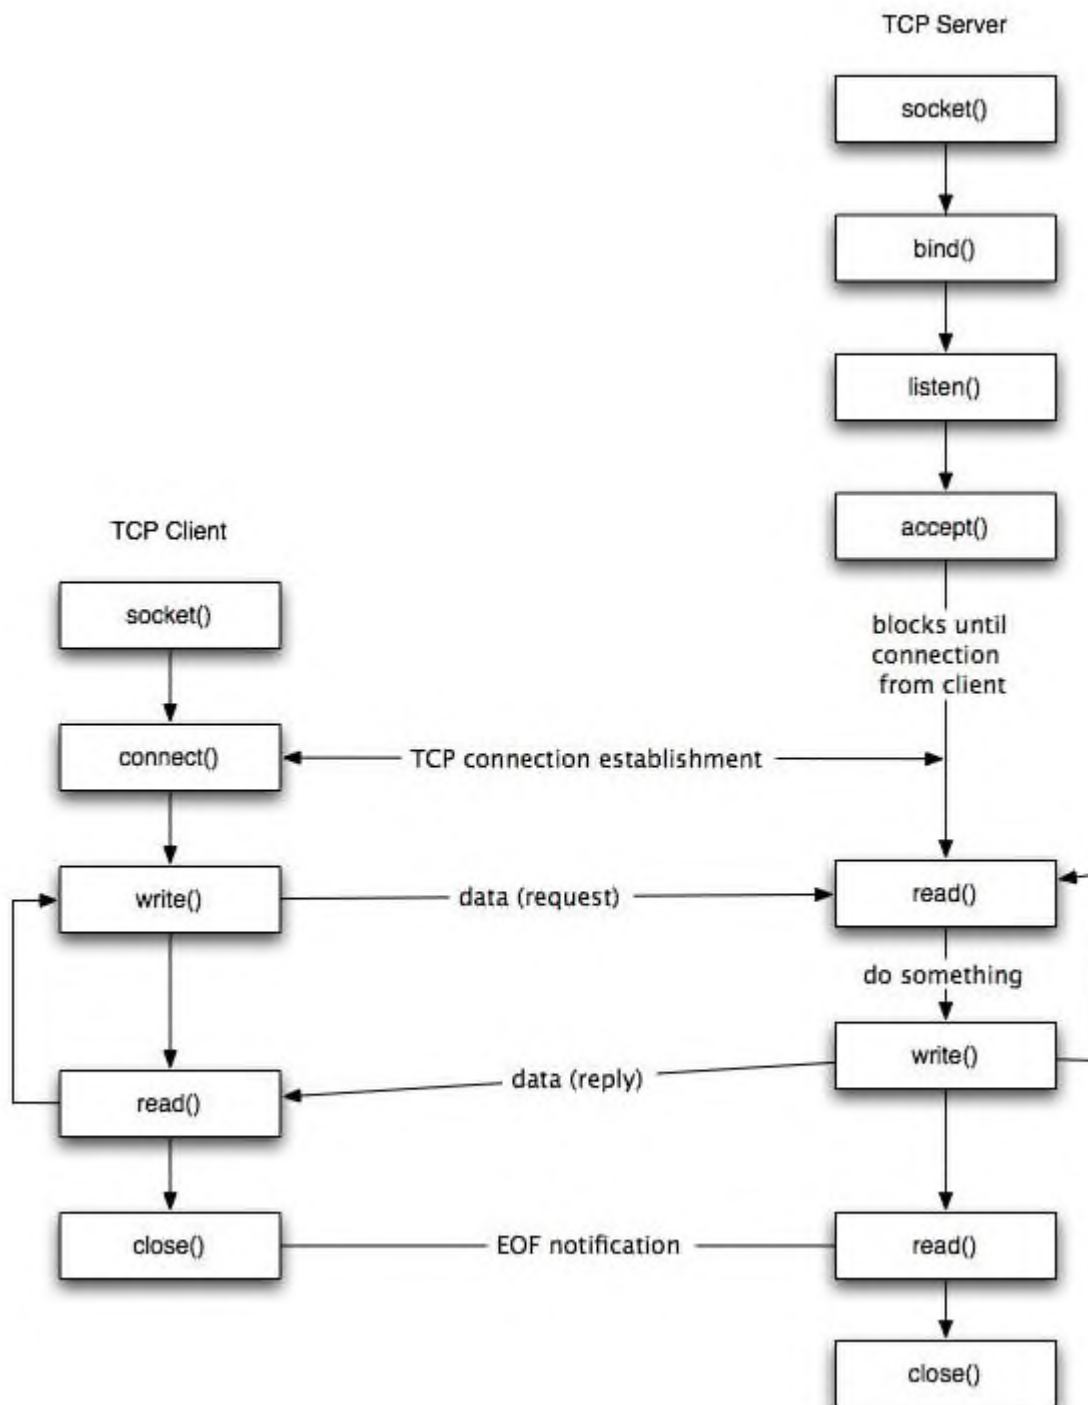 TCP Server
socket()
bind()
listen()
accept()
TCP Client
socket()
blocks until
connection
from client
connect()
TCP connection establishment
write()
data (request)
read()
do something
write()
data (reply)
read()
close()
EOF notification
read()
close()